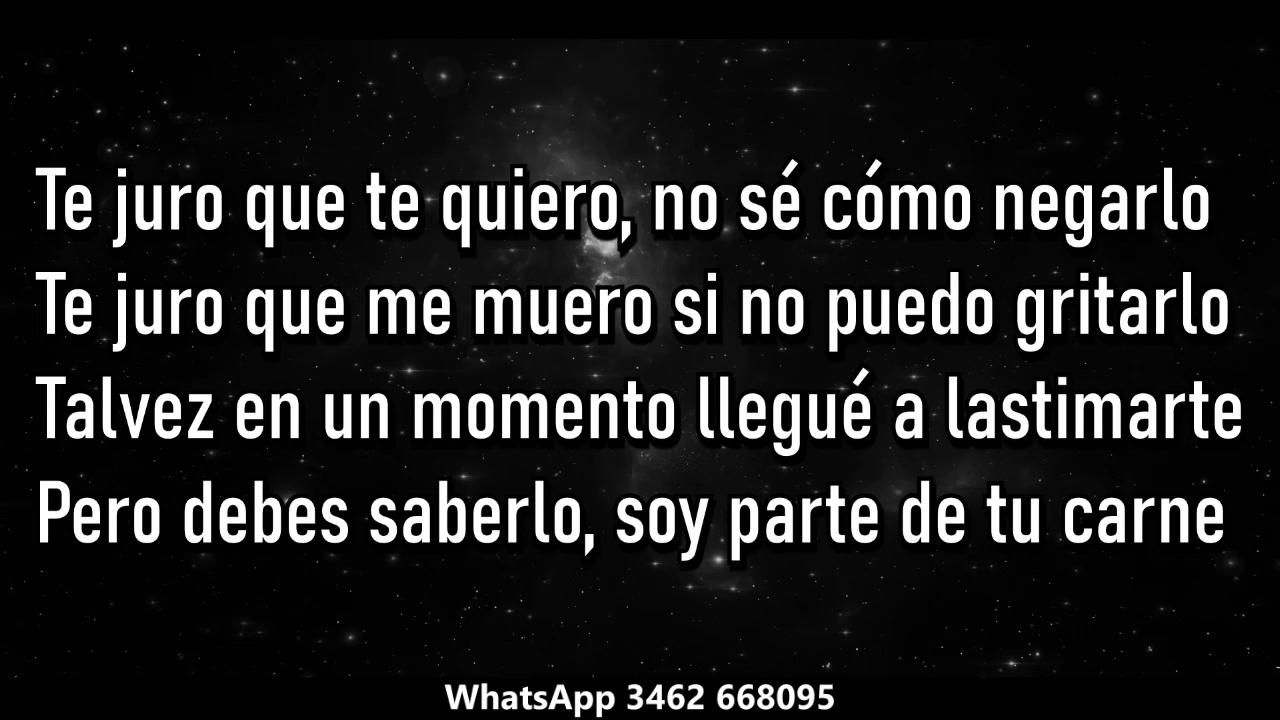 Te juro que te quiero, no sé cómo negarlo
Te juro que me muero si no puedo gritarlo
Talvez en un momento llegué a lastimarte
Pero debes saberlo, soy parte de tu carne
WhatsApp 3462 668095